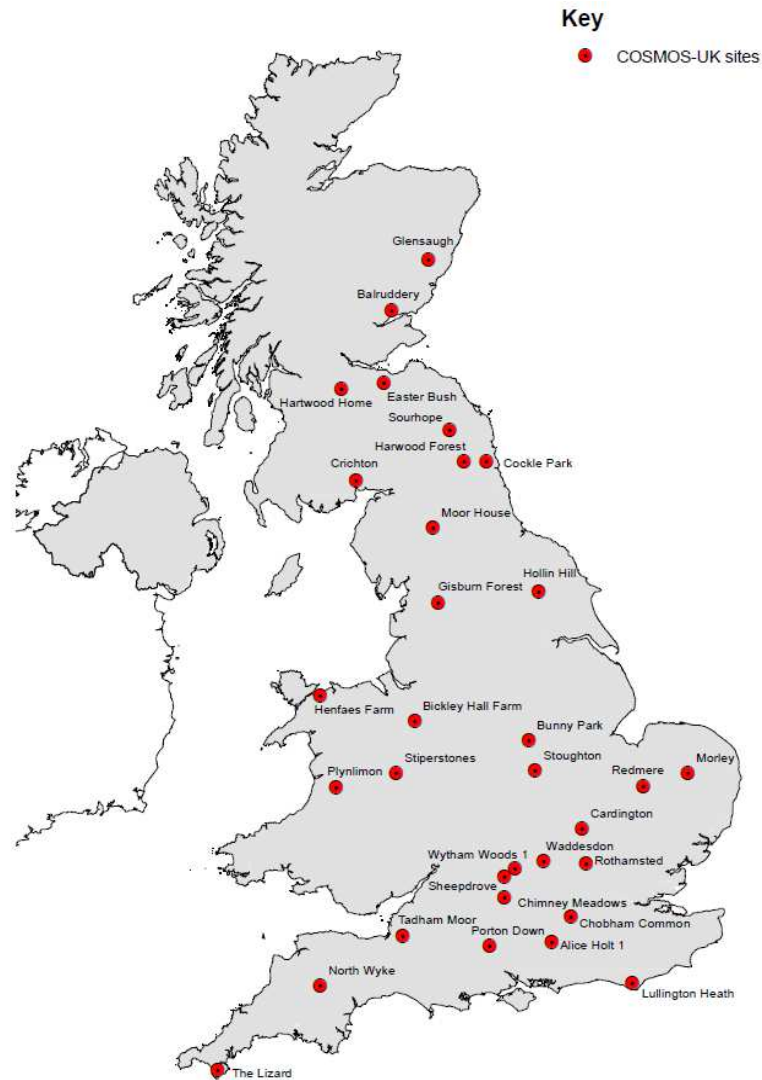 Key
COSMOS-UK sites
Glensaugh
Balruddery
Easter Bush
Hartwood Home
Sourhope
Harwood Forest
Cockle Park
Crichton
Moor House
Hollin Hill
Gisburn Forest
Henfaes Farm
Bickley Hall Farm
Bunny Park
Stiperstones
Stoughton
Morley
Plynlimon
Redmere
Cardington
Waddesdon
Wytham Woods 1
Rothamsted
Sheepdrove
Chimney Meadows
Tadham Moor
Chobham Common
Porton Down
Alice Holt 1
North Wyke
Lullington Heath
The Lizard